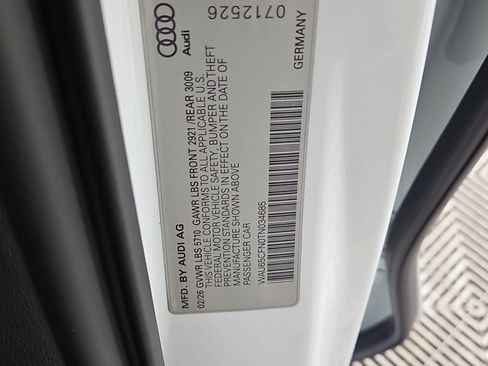 MFD. BY AUDI AG
02/26 GVWR LBS 5710 GAWR LBS FRONT 2921 /REAR 3009
THIS VEHICLE CONFORMS TO ALL APPLICABLE U.S.
FEDERAL MOTOR VEHICLE SAFETY, BUMPER AND THEFT
PREVENTION STANDARDS IN EFFECT ON THE DATE OF
MANUFACTURE SHOWN ABOVE
PASSENGER CAR
WAU65CFN0TN034685
Audi
0712526
GERMANY